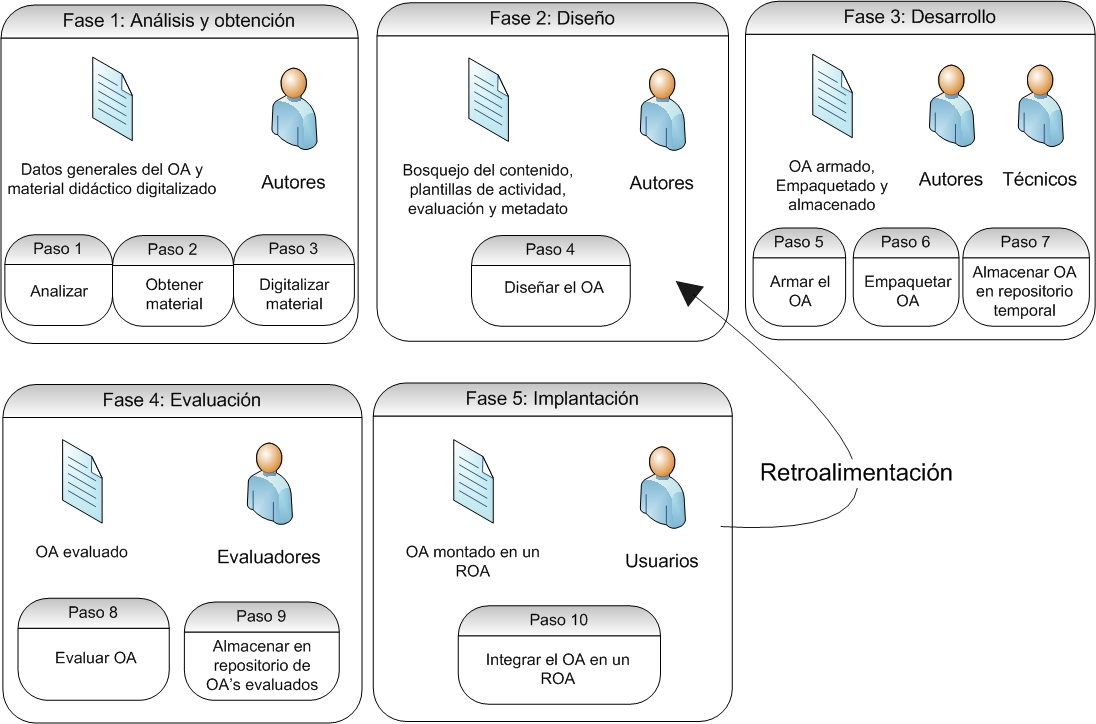 Fase 1: Análisis y obtención
Datos generales del OA y
material didáctico digitalizado
Autores
Paso 1
Analizar
Paso 2
Obtener
material
Paso 3
Digitalizar
material
Fase 2: Diseño
Bosquejo del contenido,
plantillas de actividad,
evaluación y metadato
Autores
Paso 4
Diseñar el OA
Fase 3: Desarrollo
OA armado,
Empaquetado y
almacenado
Autores
Técnicos
Paso 5
Armar el
OA
Paso 6
Empaquetar
OA
Paso 7
Almacenar OA
en repositorio
temporal
Fase 4: Evaluación
OA evaluado
Evaluadores
Paso 8
Evaluar OA
Paso 9
Almacenar en
repositorio de
OA's evaluados
Fase 5: Implantación
OA montado en un
ROA
Usuarios
Paso 10
Integrar el OA en un
ROA
Retroalimentación